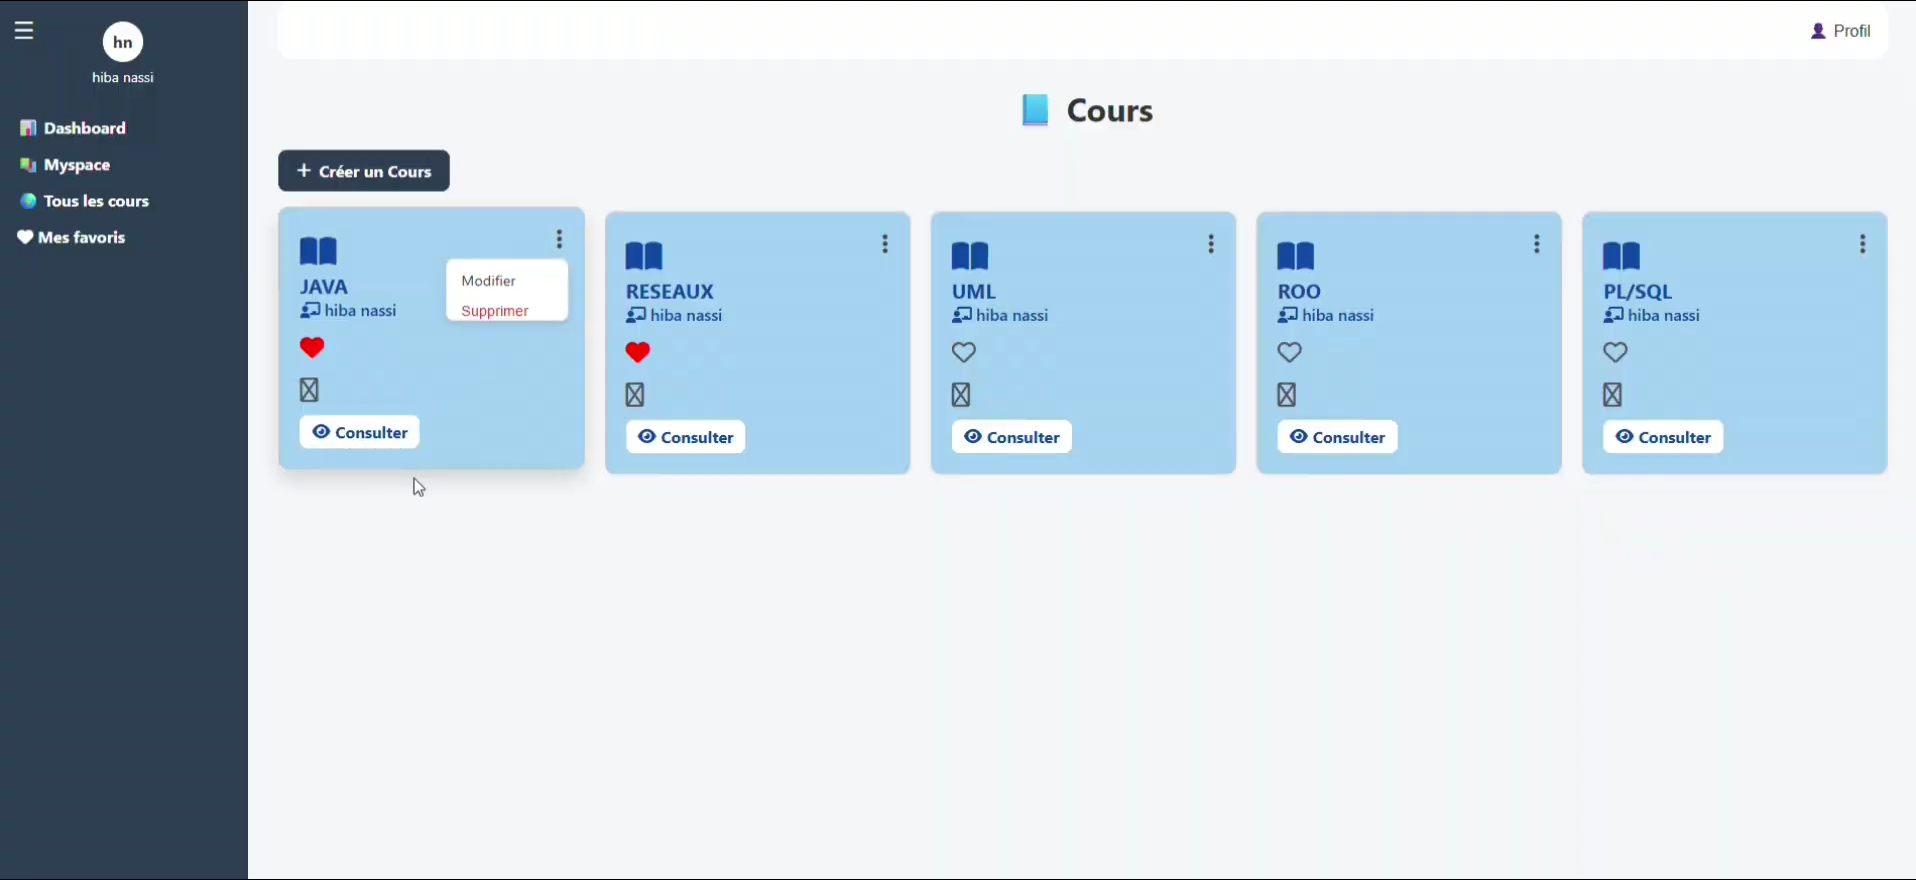 hn
hiba nassi
Dashboard
Myspace
Tous les cours
Mes favoris
Profil
Cours
+ Créer un Cours
JAVA
hiba nassi
Modifier
Supprimer
Consulter
RESEAUX
hiba nassi
Consulter
UML
hiba nassi
Consulter
ROO
hiba nassi
Consulter
PL/SQL
hiba nassi
Consulter